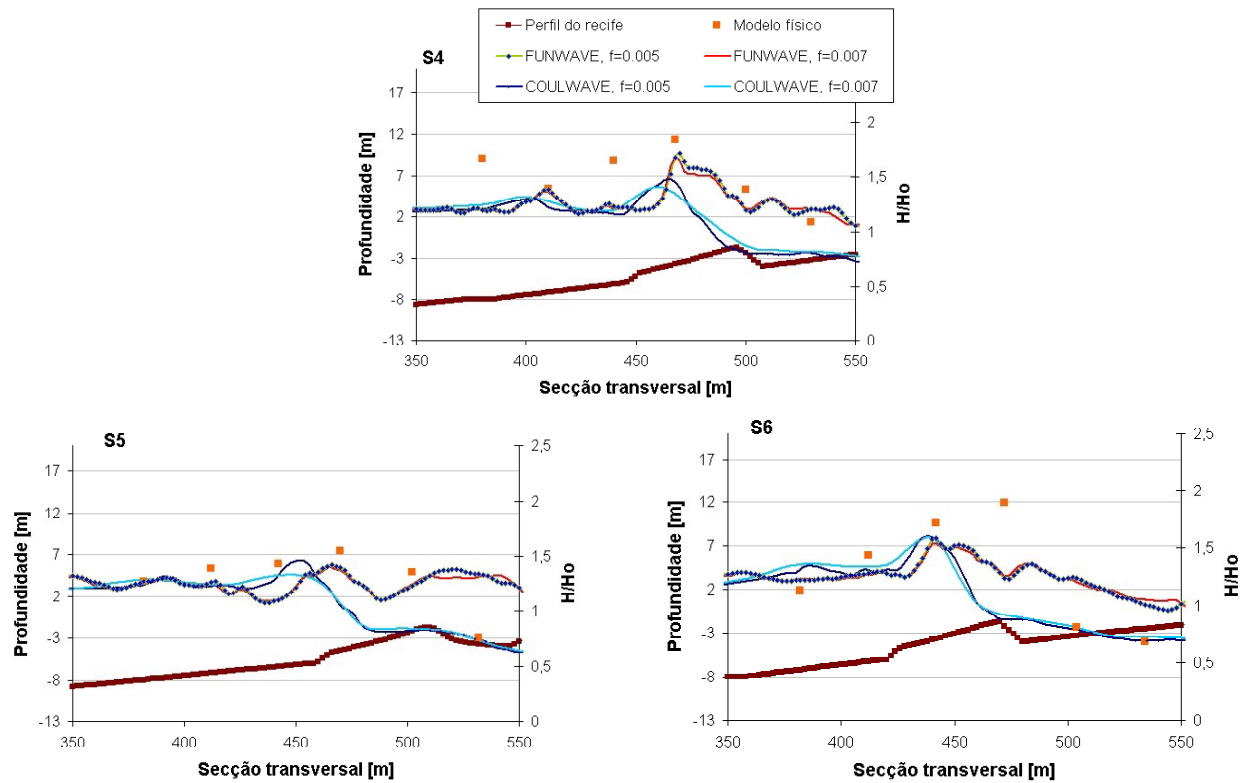 Perfil do recife
Modelo físico
FUNWAVE, f=0.005
FUNWAVE, f=0.007
COULWAVE, f=0.005
COULWAVE, f=0.007
S4
17
12
7
2
-3
-8
-13
Profundidade [m]
2
1,5
1
0,5
0
H/Ho
350
400
450
500
550
Secção transversal [m]
S5
17
12
7
2
-3
-8
-13
Profundidade [m]
2,5
2
1,5
1
0,5
0
H/Ho
350
400
450
500
550
Secção transversal [m]
S6
17
12
7
2
-3
-8
-13
Profundidade [m]
2,5
2
1,5
1
0,5
0
H/Ho
350
400
450
500
550
Secção transversal [m]